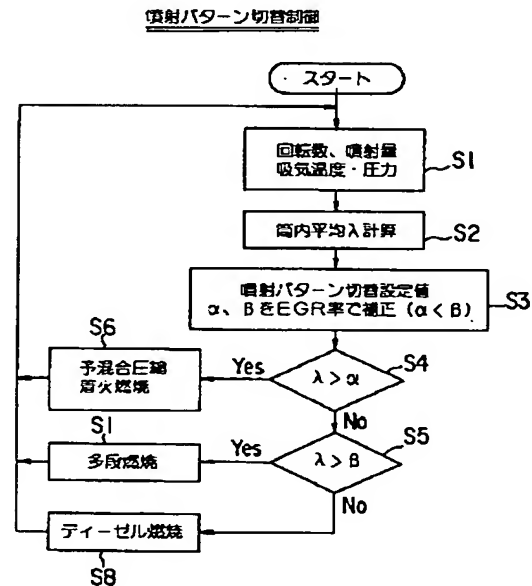 噴射パターン切替制御
スタート
回転数、噴射量
吸気温度・圧力
S1
筒内平均λ計算
S2
噴射パターン切替設定値
α、βをEGR率で補正(α<β)
S3
S6
予混合圧縮
着火燃焼
Yes
λ>α
S4
No
S1
多段燃焼
Yes
λ>β
S5
No
ディーゼル燃焼
S8